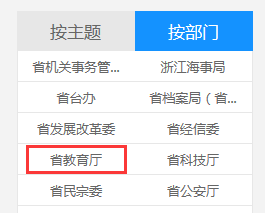 按主题 按部门
省机关事务管... 浙江海事局
省台办 省档案局（省...
省发展改革委 省经信委
省教育厅 省科技厅
省民宗委 省公安厅